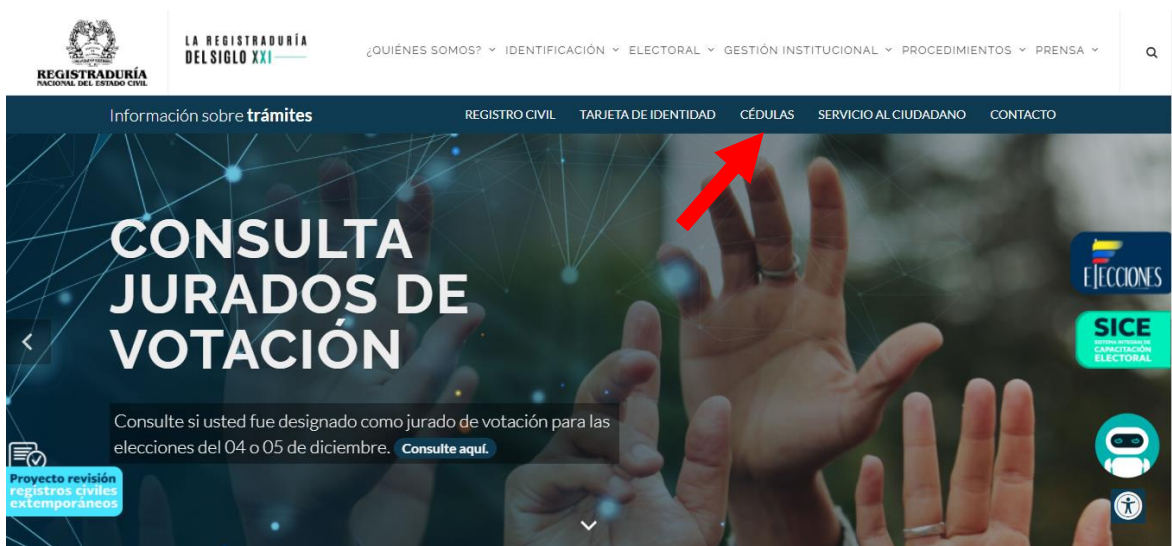 REGISTRADURÍA
NACIONAL DEL ESTADO CIVIL
LA REGISTRADURÍA
DEL SIGLO XXI
¿QUIÉNES SOMOS? IDENTIFICACIÓN ELECTORAL GESTIÓN INSTITUCIONAL PROCEDIMIENTOS PRENSA
Información sobre trámites REGISTRO CIVIL TARJETA DE IDENTIDAD CÉDULAS SERVICIO AL CIUDADANO CONTACTO
CONSULTA
JURADOS DE
VOTACIÓN
ELECCIONES
SICE
SISTEMA INTEGRAL DE
CAPACITACIÓN
ELECTORAL
Consulte si usted fue designado como jurado de votación para las
elecciones del 04 o 05 de diciembre. Consulte aquí.
Proyecto revisión
registros civiles
extemporáneos